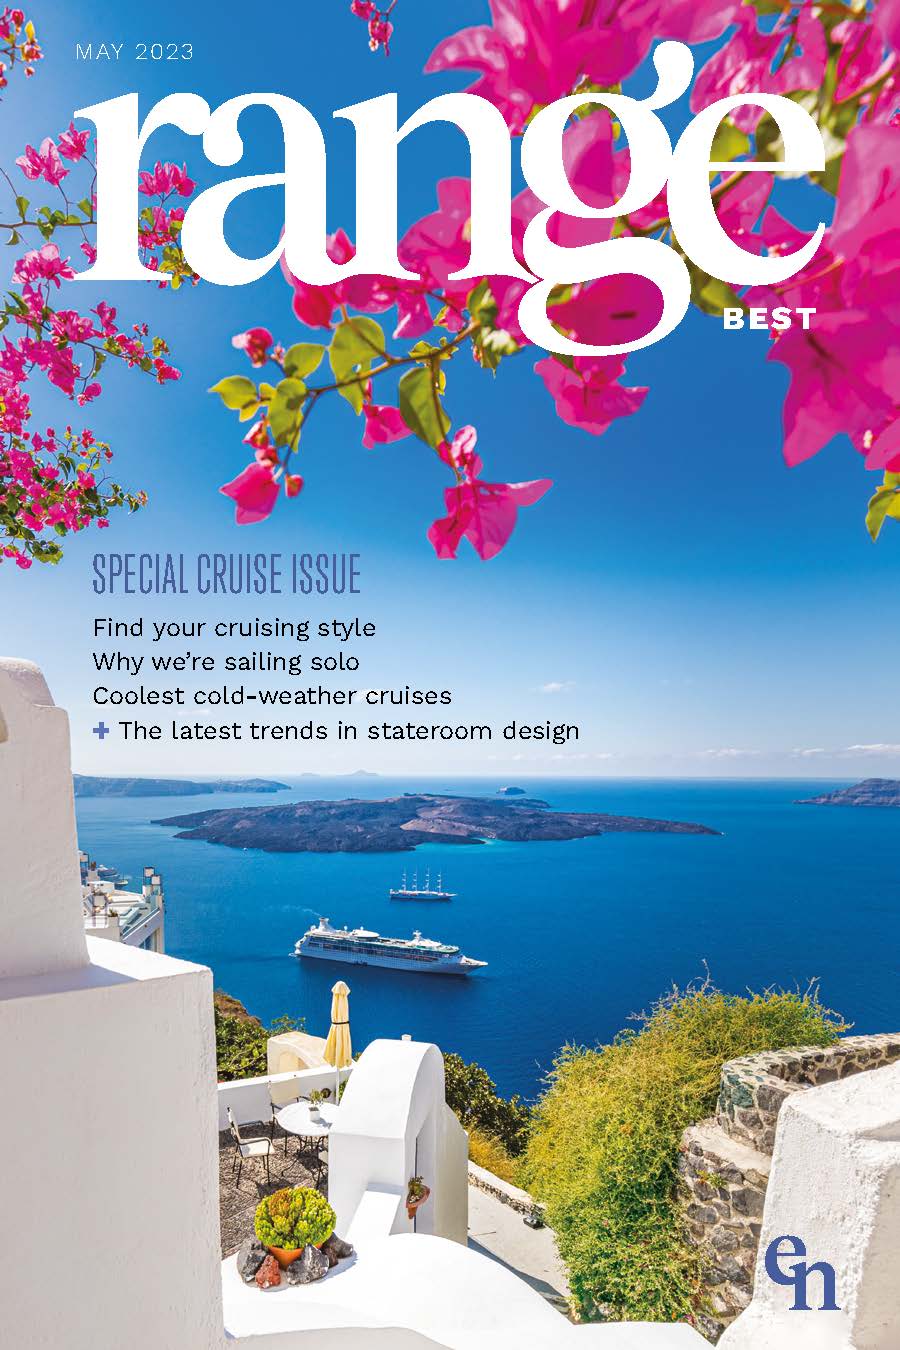 MAY 2023
range
BEST
SPECIAL CRUISE ISSUE
Find your cruising style
Why we're sailing solo
Coolest cold-weather cruises
+ The latest trends in stateroom design
en